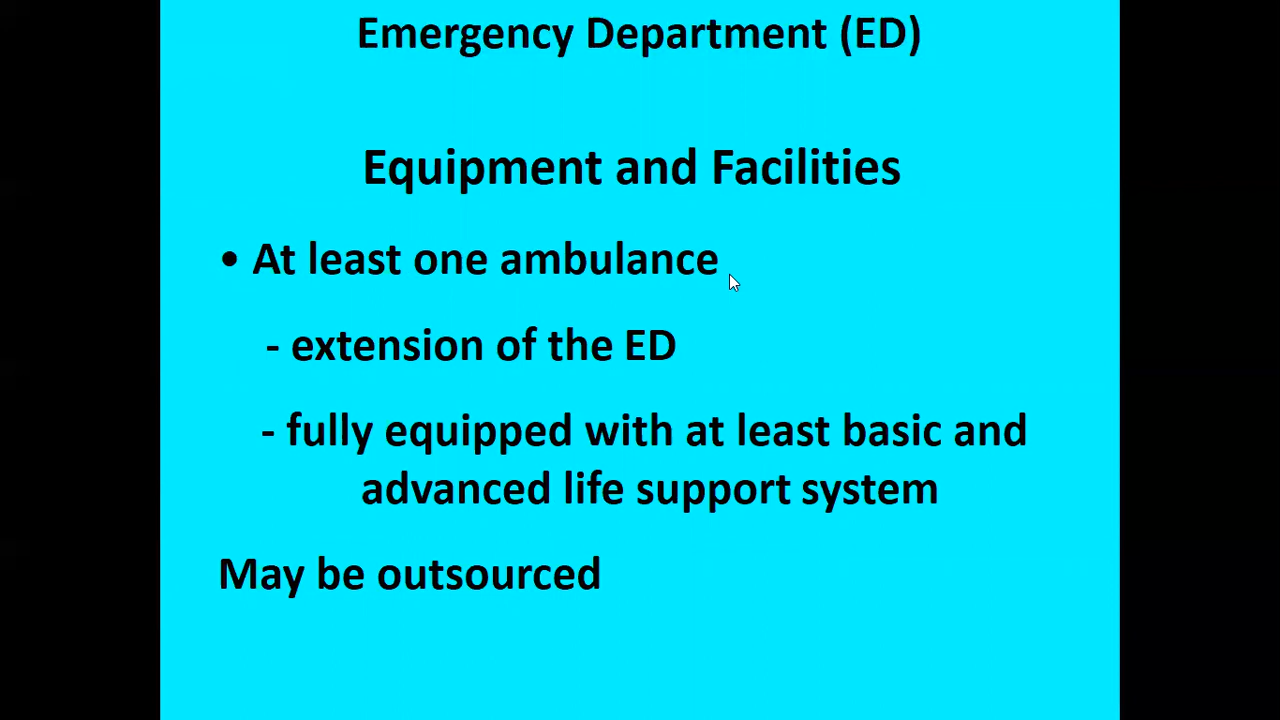 Emergency Department (ED)
Equipment and Facilities
• At least one ambulance
- extension of the ED
- fully equipped with at least basic and
advanced life support system
May be outsourced